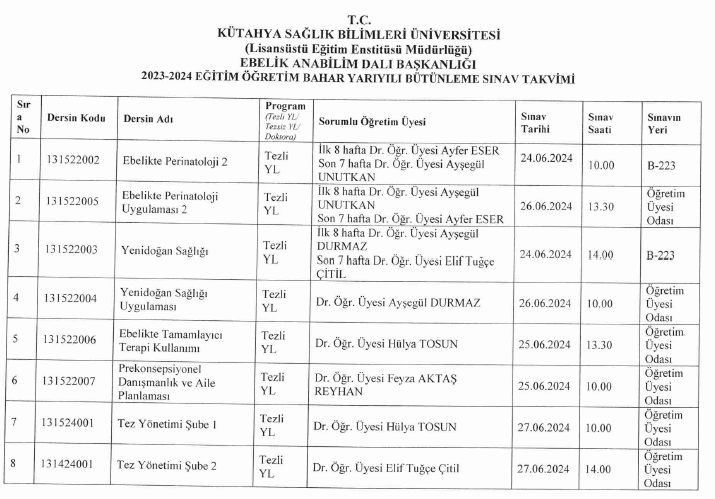 T.C.
KÜTAHYA SAĞLIK BİLİMLERİ ÜNİVERSİTESİ
(Lisansüstü Eğitim Enstitüsü Müdürlüğü)
EBELİK ANABİLİM DALI BAŞKANLIĞI
2023-2024 EĞİTİM ÖĞRETİM BAHAR YARIYILI BÜTÜNLEME SINAV TAKVİMİ
Sır
a
No
Dersin Kodu
Dersin Adı
Program
(Tezli YL/
Tezsiz YL/
Doktora)
Sorumlu Öğretim Üyesi
Sınav
Tarihi
Sınav
Saati
Sınavın
Yeri
1
131522002
Ebelikte Perinatoloji 2
Tezli
YL
İlk 8 hafta Dr. Öğr. Üyesi Ayfer ESER
Son 7 hafta Dr. Öğr. Üyesi Ayşegül
UNUTKAN
24.06.2024
10.00
B-223
2
131522005
Ebelikte Perinatoloji
Uygulaması 2
Tezli
YL
İlk 8 hafta Dr. Öğr. Üyesi Ayşegül
UNUTKAN
Son 7 hafta Dr. Öğr. Üyesi Ayfer ESER
26.06.2024
13.30
Öğretim
Üyesi
Odası
3
131522003
Yenidoğan Sağlığı
Tezli
YL
İlk 8 hafta Dr. Öğr. Üyesi Ayşegül
DURMAZ
Son 7 hafta Dr. Öğr. Üyesi Elif Tuğçe
ÇİTİL
24.06.2024
14.00
B-223
4
131522004
Yenidoğan Sağlığı
Uygulaması
Tezli
YL
Dr. Öğr. Üyesi Ayşegül DURMAZ
26.06.2024
10.00
Öğretim
Üyesi
Odası
5
131522006
Ebelikte Tamamlayıcı
Terapi Kullanımı
Tezli
YL
Dr. Öğr. Üyesi Hülya TOSUN
25.06.2024
13.30
Öğretim
Üyesi
Odası
6
131522007
Prekonsepsiyonel
Danışmanlık ve Aile
Planlaması
Tezli
YL
Dr. Öğr. Üyesi Feyza AKTAŞ
REYHAN
25.06.2024
10.00
Öğretim
Üyesi
Odası
7
131524001
Tez Yönetimi Şube 1
Tezli
YL
Dr. Öğr. Üyesi Hülya TOSUN
27.06.2024
10.00
Öğretim
Üyesi
Odası
8
131424001
Tez Yönetimi Şube 2
Tezli
YL
Dr. Öğr. Üyesi Elif Tuğçe Çitil
27.06.2024
14.00
Öğretim
Üyesi
Odası